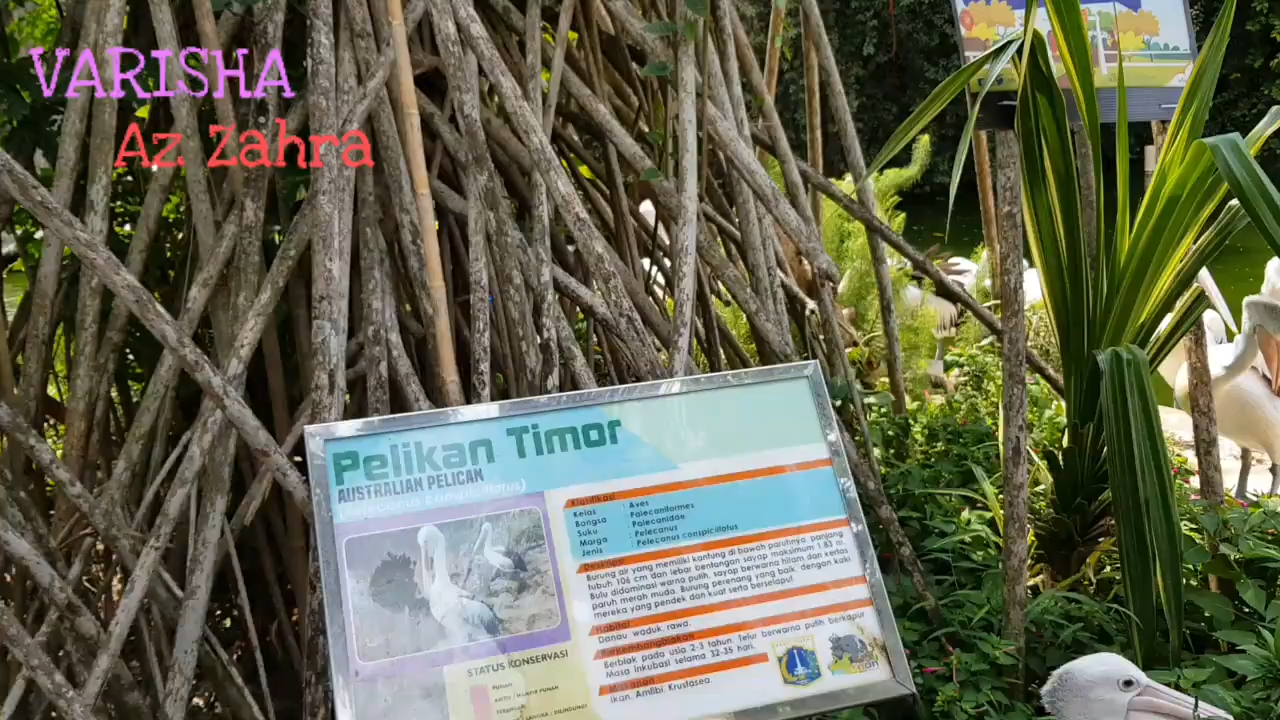 VARISHA
Az Zahra
Pelikan Timor
AUSTRALIAN PELICAN
Klasifikasi
Kelas : Aves
Bangsa : Palecaniformes
Suku : Palecanidae
Marga : Pelecanus
Jenis : Pelecanus conspicillatus
Deskripsi
Burung air yang memiliki kantung di bawah paruhnya, panjang
tubuh 106 cm dan lebar bentangan sayap maksimum 1.83 m.
Bulu didominasi warna putih, sayap berwarna hitam dan kertas
paruh merah muda. Burung perenang yang baik dengan kaki
mereka yang pendek dan kuat serta berselaput.
Habitat
Danau, waduk, rawa.
Perkembangbiakan
Berbiak pada usia 2-3 tahun. Telur berwarna putih berkapur
Masa inkubasi selama 32-35 hari.
Makanan
Ikan, Amfibi, Krustasea.
STATUS KONSERVASI
PUNAH